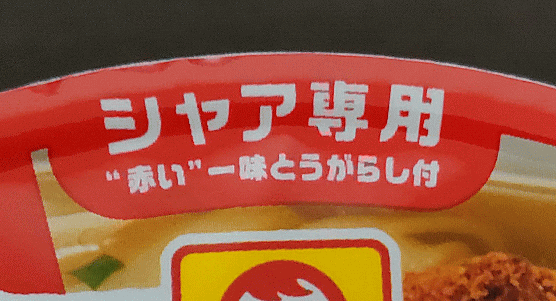 シャア専用
“赤い”一味とうがらし付